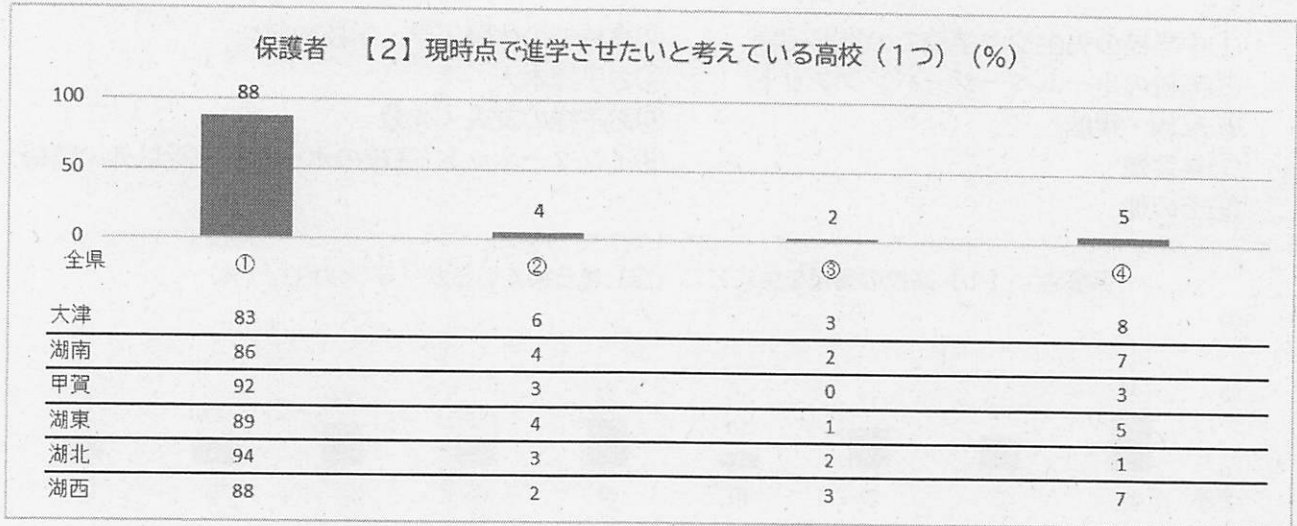 保護者　【2】現時点で進学させたいと考えている高校（1つ）（%）
100
88
50
4
2
5
0
全県 ① ② ③ ④
大津 83 6 3 8
湖南 86 4 2 7
甲賀 92 3 0 3
湖東 89 4 1 5
湖北 94 3 2 1
湖西 88 2 3 7